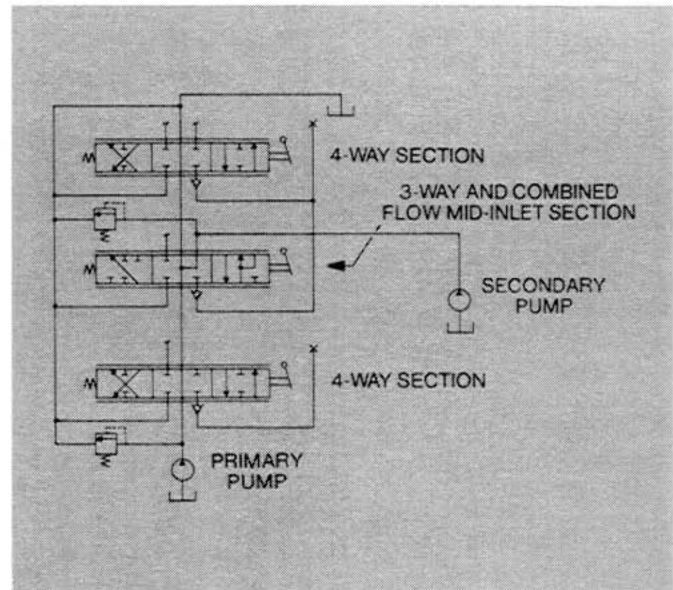 4-WAY SECTION
3-WAY AND COMBINED
FLOW MID-INLET SECTION
SECONDARY
PUMP
4-WAY SECTION
PRIMARY
PUMP